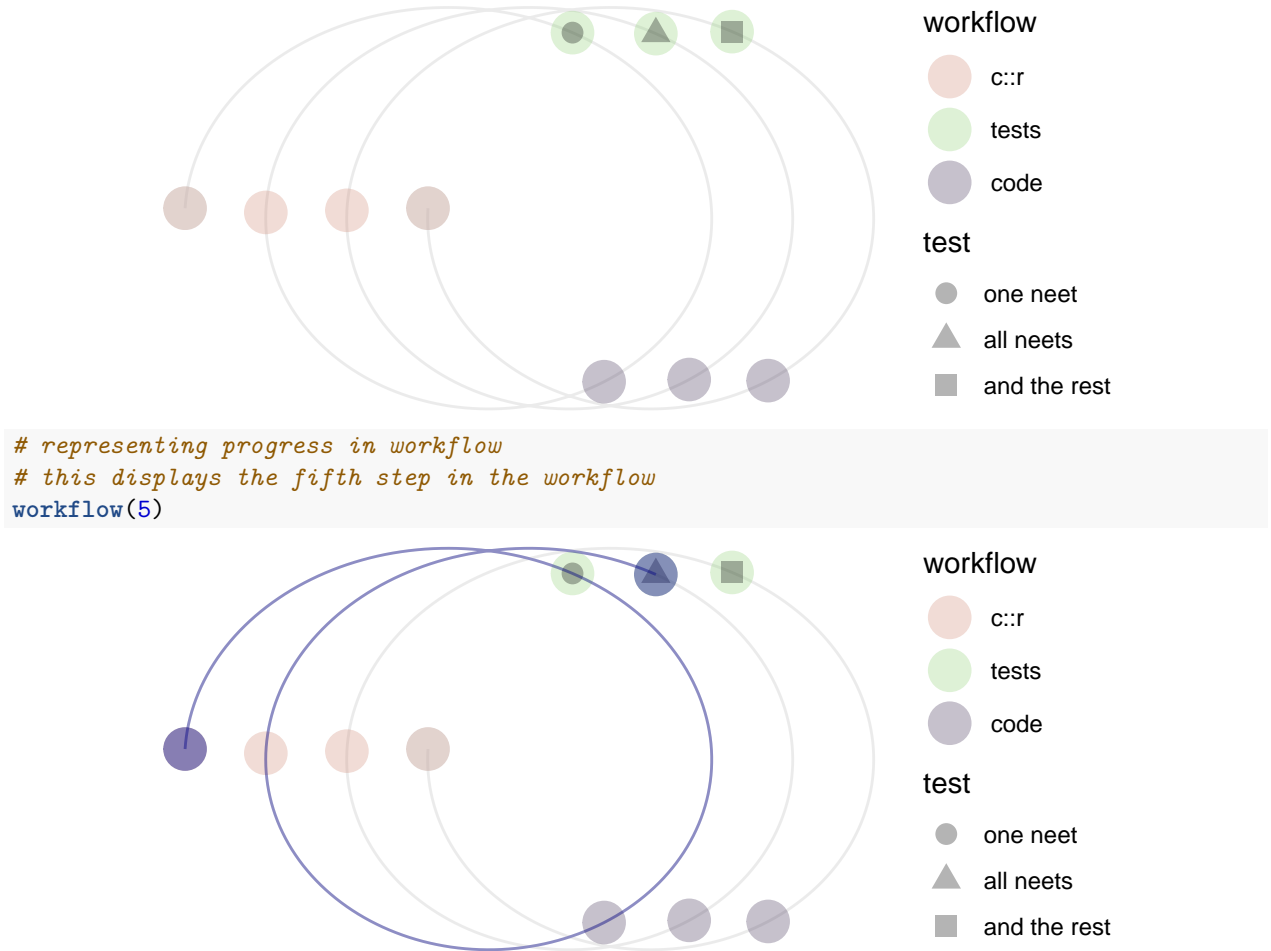 workflow
c::r
tests
code
test
one neet
all neets
and the rest
# representing progress in workflow
# this displays the fifth step in the workflow
workflow(5)
workflow
c::r
tests
code
test
one neet
all neets
and the rest